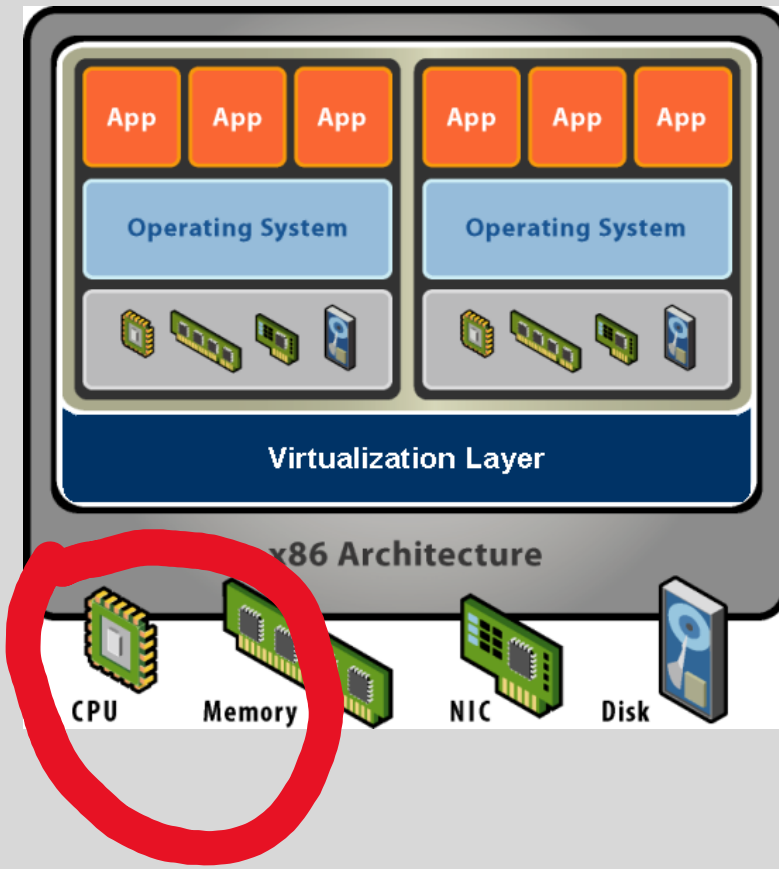 App App App App App App
Operating System Operating System
Virtualization Layer
x86 Architecture
CPU Memory NIC Disk